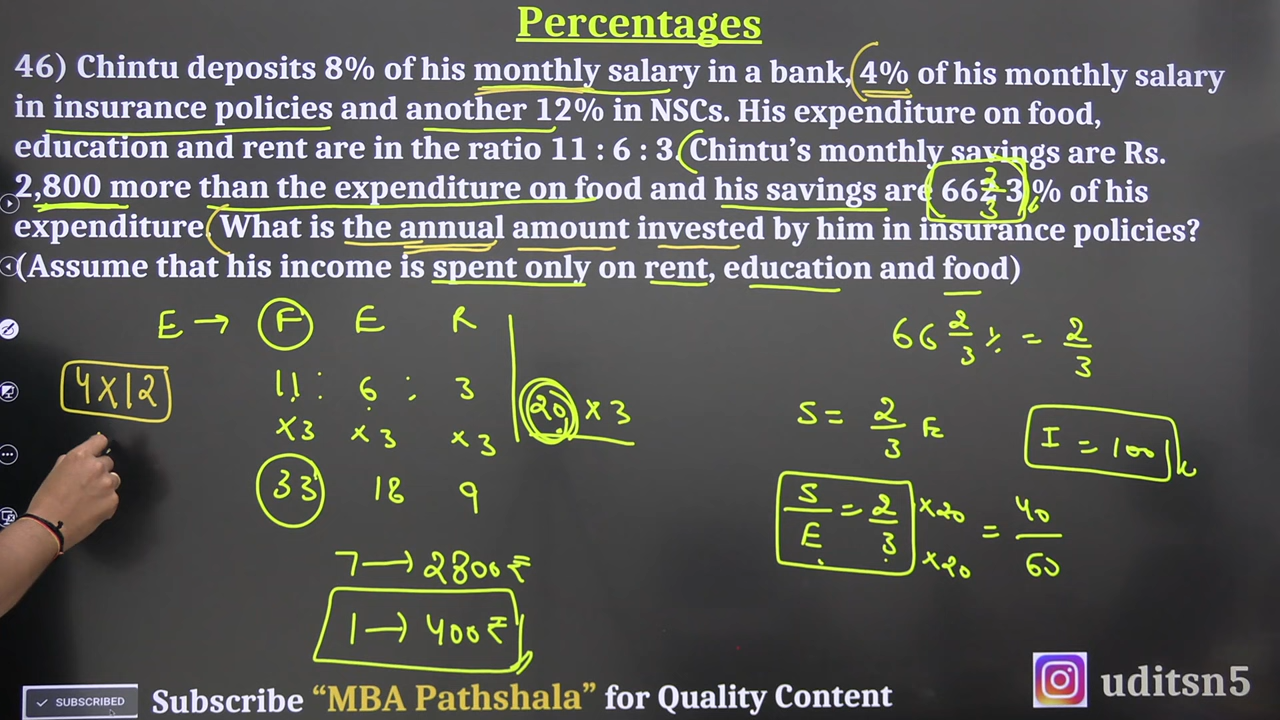 Percentages
46) Chintu deposits 8% of his monthly salary in a bank, 4% of his monthly salary
in insurance policies and another 12% in NSCs. His expenditure on food,
education and rent are in the ratio 11 : 6 : 3. Chintu's monthly savings are Rs.
2,800 more than the expenditure on food and his savings are 66 2/3 % of his
expenditure. What is the annual amount invested by him in insurance policies?
(Assume that his income is spent only on rent, education and food)
E → F E R
11 : 6 : 3
×3 ×3 ×3
33 18 9
20 × 3
4×12
7 → 2800₹
1 → 400₹
66 2/3 % = 2/3
S = 2/3 E
I = 100k
S/E = 2/3 ×20 ×20 = 40/60
SUBSCRIBED
Subscribe “MBA Pathshala” for Quality Content
uditsn5